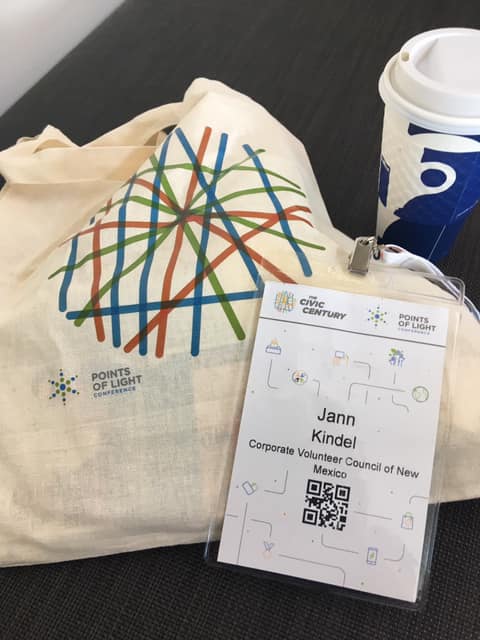 POINTS
OF LIGHT
CONFERENCE
THE
CIVIC
CENTURY
POINTS
OF LIGHT
CONFERENCE
Jann
Kindel
Corporate Volunteer Council of New
Mexico